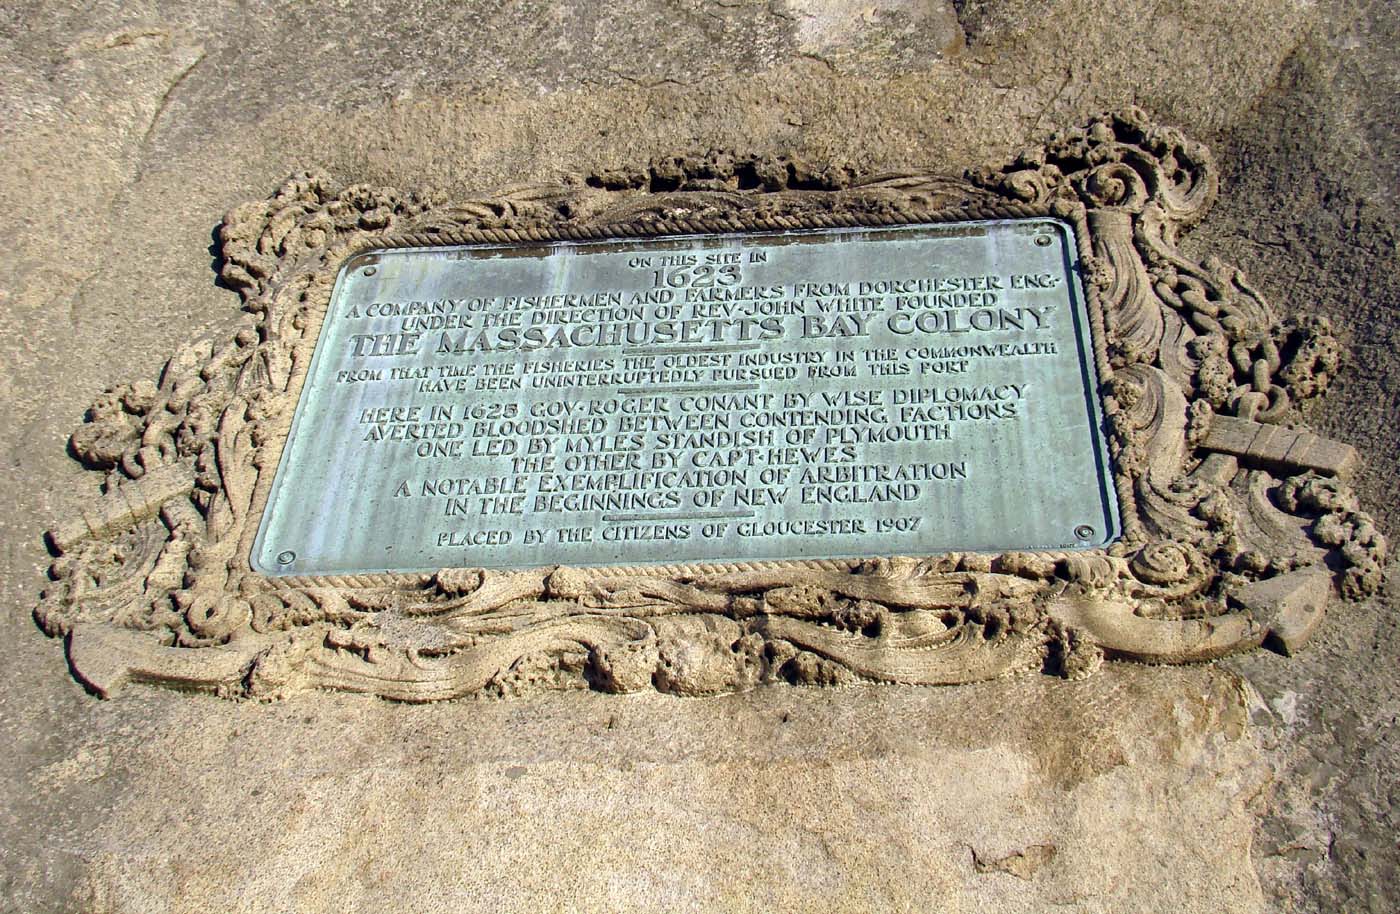 ON THIS SITE IN
1623
A COMPANY OF FISHERMEN AND FARMERS FROM DORCHESTER ENG·
UNDER THE DIRECTION OF REV·JOHN WHITE FOUNDED
THE MASSACHUSETTS BAY COLONY
FROM THAT TIME THE FISHERIES THE OLDEST INDUSTRY IN THE COMMONWEALTH
HAVE BEEN UNINTERRUPTEDLY PURSUED FROM THIS PORT
HERE IN 1625 GOV·ROGER CONANT BY WISE DIPLOMACY
AVERTED BLOODSHED BETWEEN CONTENDING FACTIONS
ONE LED BY MYLES STANDISH OF PLYMOUTH
THE OTHER BY CAPT·HEWES
A NOTABLE EXEMPLIFICATION OF ARBITRATION
IN THE BEGINNINGS OF NEW ENGLAND
PLACED BY THE CITIZENS OF GLOUCESTER 1907